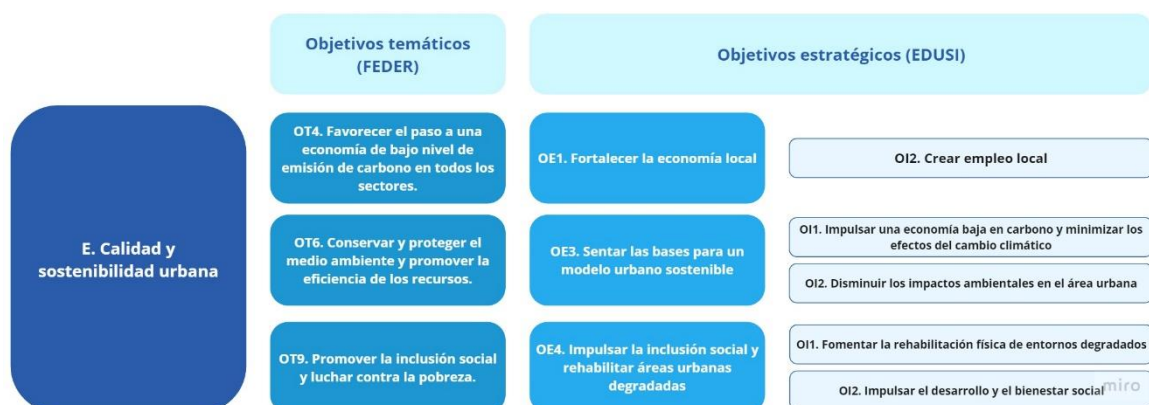 Objetivos temáticos
(FEDER)
Objetivos estratégicos (EDUSI)
E. Calidad y
sostenibilidad urbana
OT4. Favorecer el paso a una
economía de bajo nivel de
emisión de carbono en todos los
sectores.
OE1. Fortalecer la economía local
OI2. Crear empleo local
OT6. Conservar y proteger el
medio ambiente y promover la
eficiencia de los recursos.
OE3. Sentar las bases para un
modelo urbano sostenible
OI1. Impulsar una economía baja en carbono y minimizar los
efectos del cambio climático
OI2. Disminuir los impactos ambientales en el área urbana
OT9. Promover la inclusión social
y luchar contra la pobreza.
OE4. Impulsar la inclusión social y
rehabilitar áreas urbanas
degradadas
OI1. Fomentar la rehabilitación física de entornos degradados
OI2. Impulsar el desarrollo y el bienestar social
miro